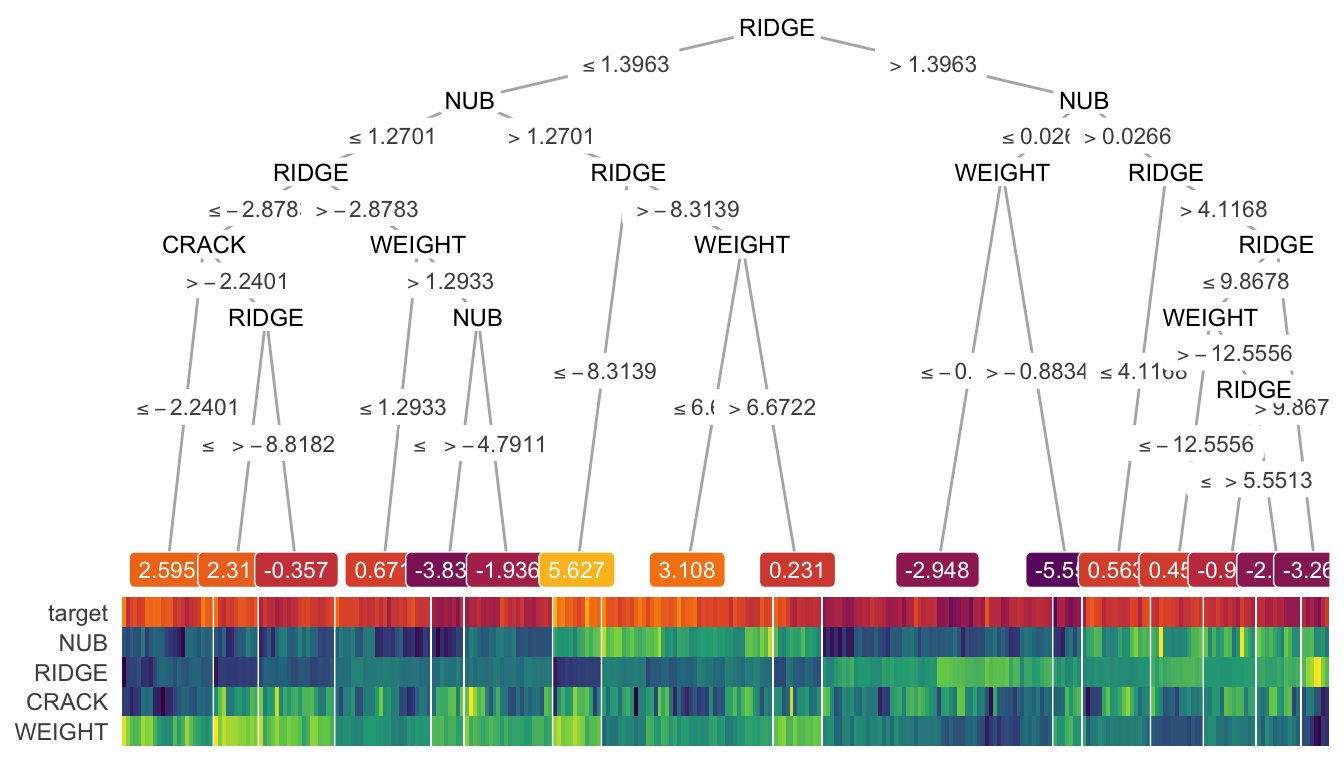 RIDGE
≤ 1.3963 > 1.3963
NUB NUB
≤ 1.2701 > 1.2701 ≤ 0.026 > 0.0266
RIDGE RIDGE WEIGHT RIDGE
≤ − 2.878 > − 2.8783 > − 8.3139 > 4.1168
CRACK WEIGHT WEIGHT RIDGE
> − 2.2401 > 1.2933 ≤ 9.8678
RIDGE NUB WEIGHT
> − 12.5556
≤ − 8.3139 ≤ − 0. > − 0.8834 ≤ 4.1168
RIDGE
≤ − 2.2401 ≤ 1.2933 ≤ 6.6 > 6.6722 > 9.867
≤ > − 8.8182 ≤ > − 4.7911 ≤ − 12.5556
≤ > 5.5513
2.595 2.31 -0.357 0.671 -3.83 -1.936 5.627 3.108 0.231 -2.948 -5.5 0.563 0.45 -0.9 -2. -3.26
target
NUB
RIDGE
CRACK
WEIGHT